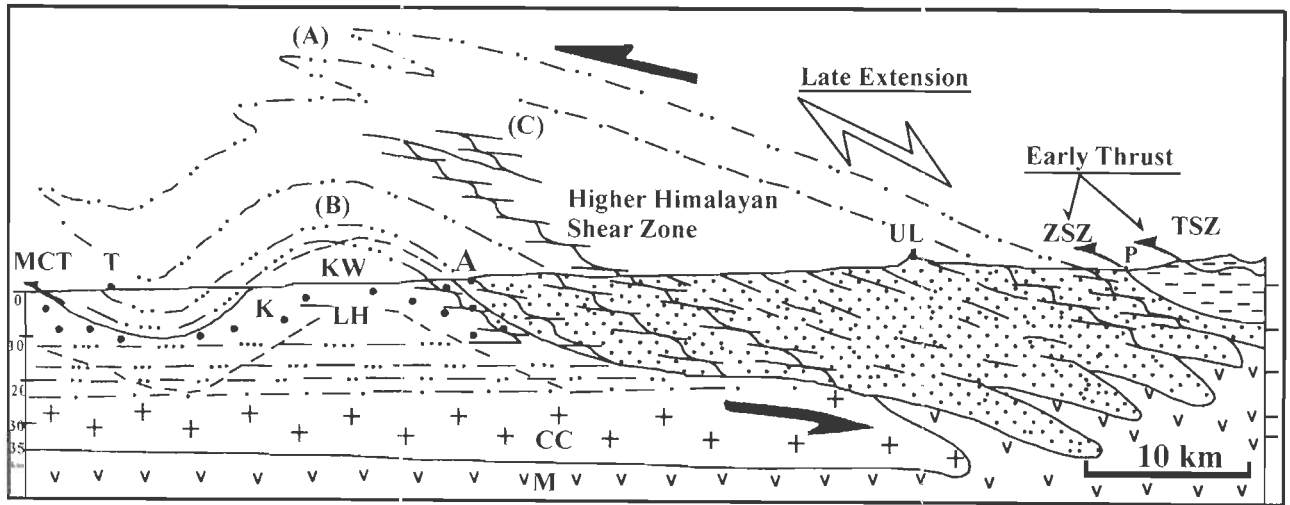 (A)
Late Extension
(C)
Early Thrust
Higher Himalayan
Shear Zone
(B)
UL
ZSZ
TSZ
P
MCT
T
KW
A
0
K
LH
20
CC
30
35
M
10 km